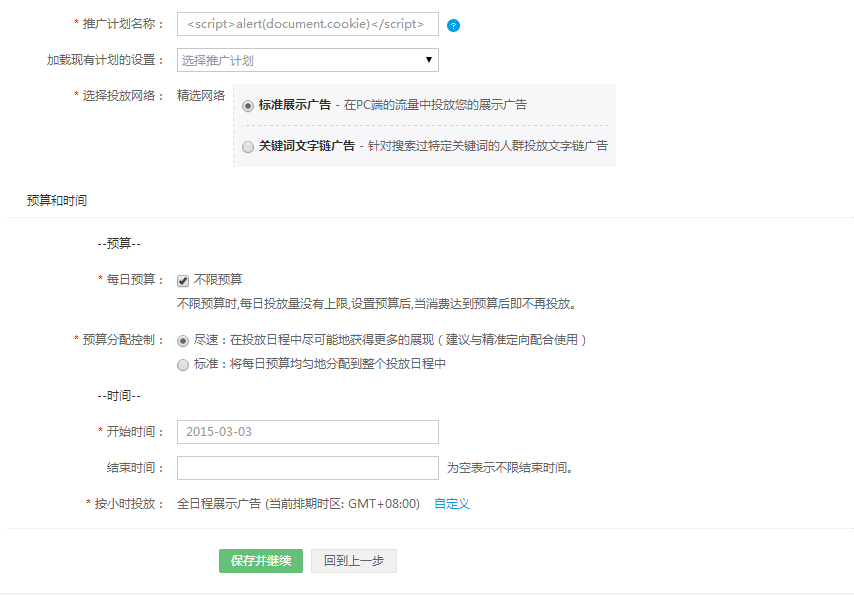 * 推广计划名称： <script>alert(document.cookie)</script> ?
加载现有计划的设置： 选择推广计划
* 选择投放网络： 精选网络 标准展示广告 - 在PC端的流量中投放您的展示广告
关键词文字链广告 - 针对搜索过特定关键词的人群投放文字链广告
预算和时间
--预算--
* 每日预算： 不限预算
不限预算时,每日投放量没有上限,设置预算后,当消费达到预算后即不再投放。
* 预算分配控制： 尽速：在投放日程中尽可能地获得更多的展现（建议与精准定向配合使用）
标准：将每日预算均匀地分配到整个投放日程中
--时间--
* 开始时间： 2015-03-03
结束时间： 为空表示不限结束时间。
* 按小时投放： 全日程展示广告 (当前排期时区: GMT+08:00) 自定义
保存并继续 回到上一步